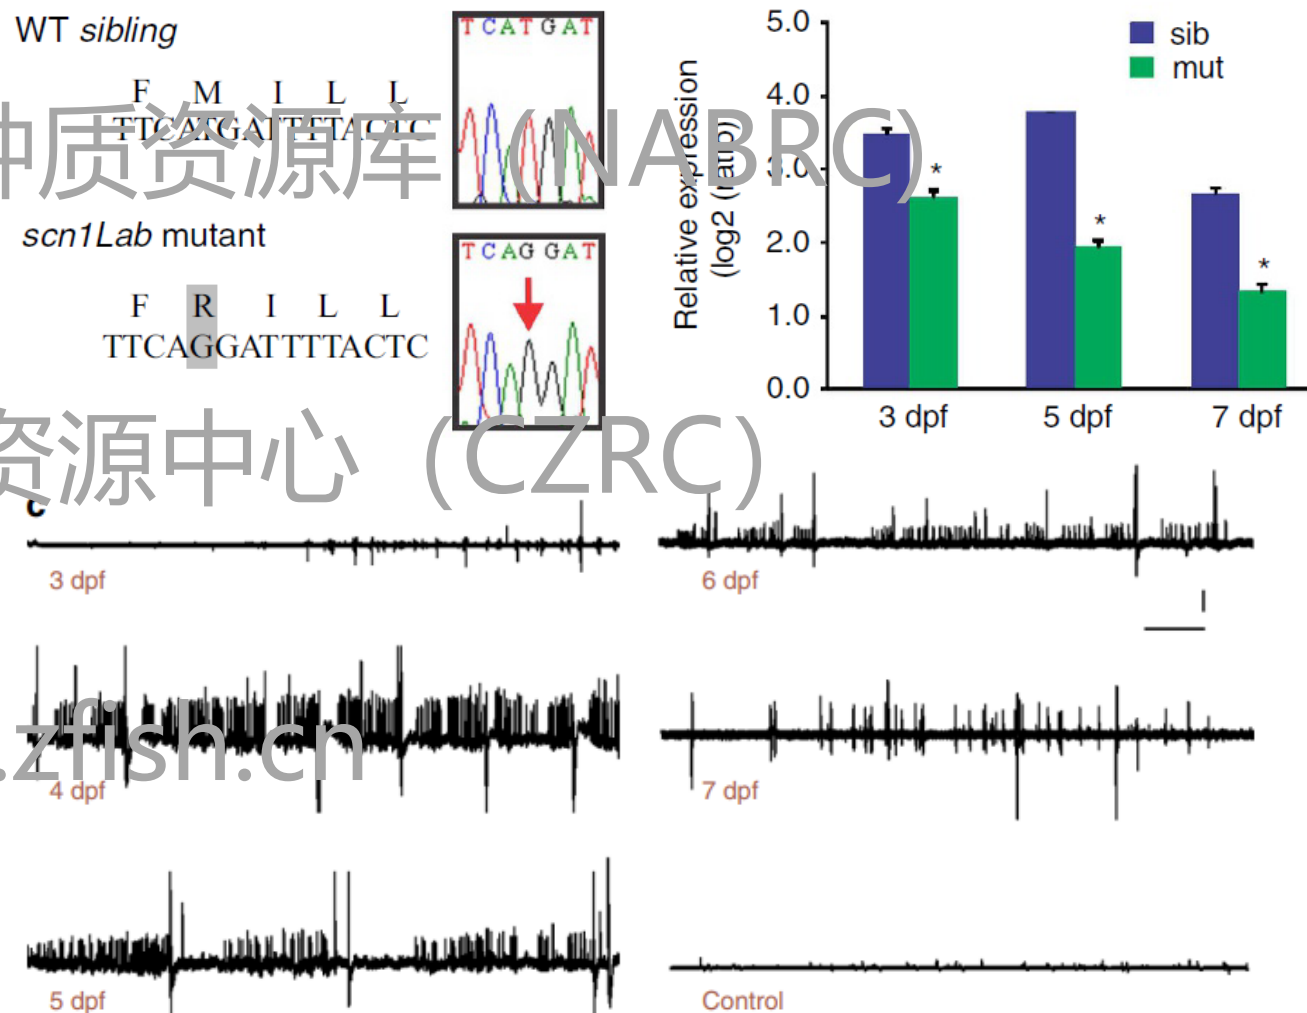 WT sibling
F M I L L
TTCATGATTTTACTC
TCATGAT
scn1Lab mutant
F R I L L
TTCAGGATTTTACTC
TCAGGAT
Relative expression
(log2 (ratio)
5.0
4.0
3.0
2.0
1.0
0.0
sib
mut
*
*
*
3 dpf
5 dpf
7 dpf
种质资源库（NABRC）
资源中心（CZRC）
.zfish.cn
c
3 dpf
6 dpf
4 dpf
7 dpf
5 dpf
Control